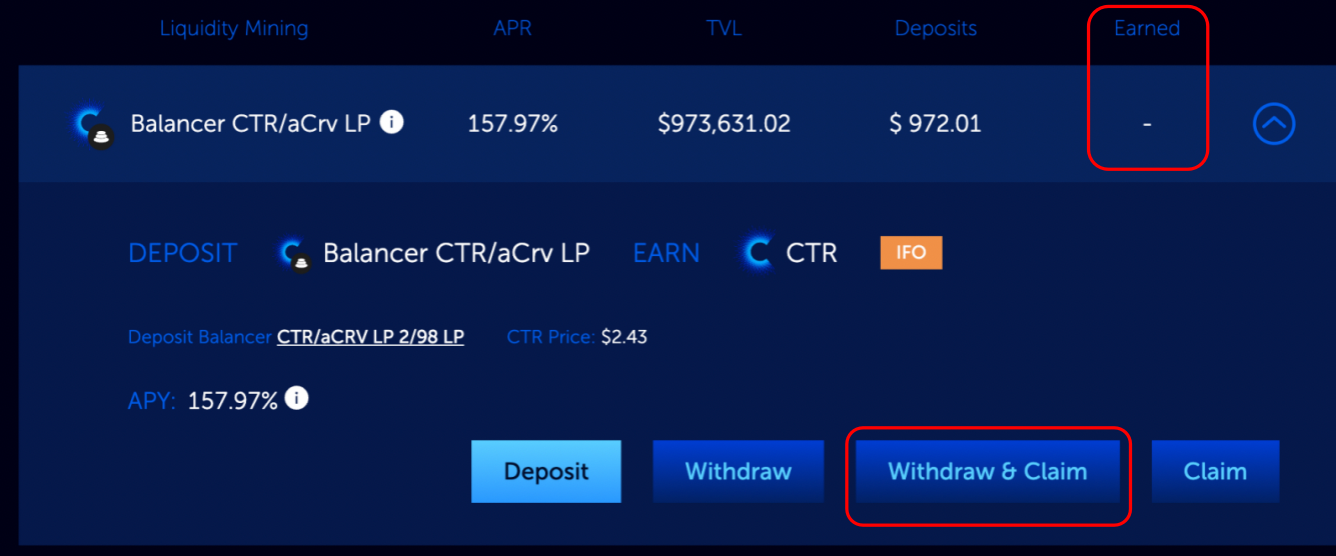 Liquidity Mining APR TVL Deposits Earned
Balancer CTR/aCrv LP i 157.97% $973,631.02 $ 972.01 -
DEPOSIT Balancer CTR/aCrv LP EARN CTR IFO
Deposit Balancer CTR/aCRV LP 2/98 LP CTR Price: $2.43
APY: 157.97% i
Deposit Withdraw Withdraw & Claim Claim